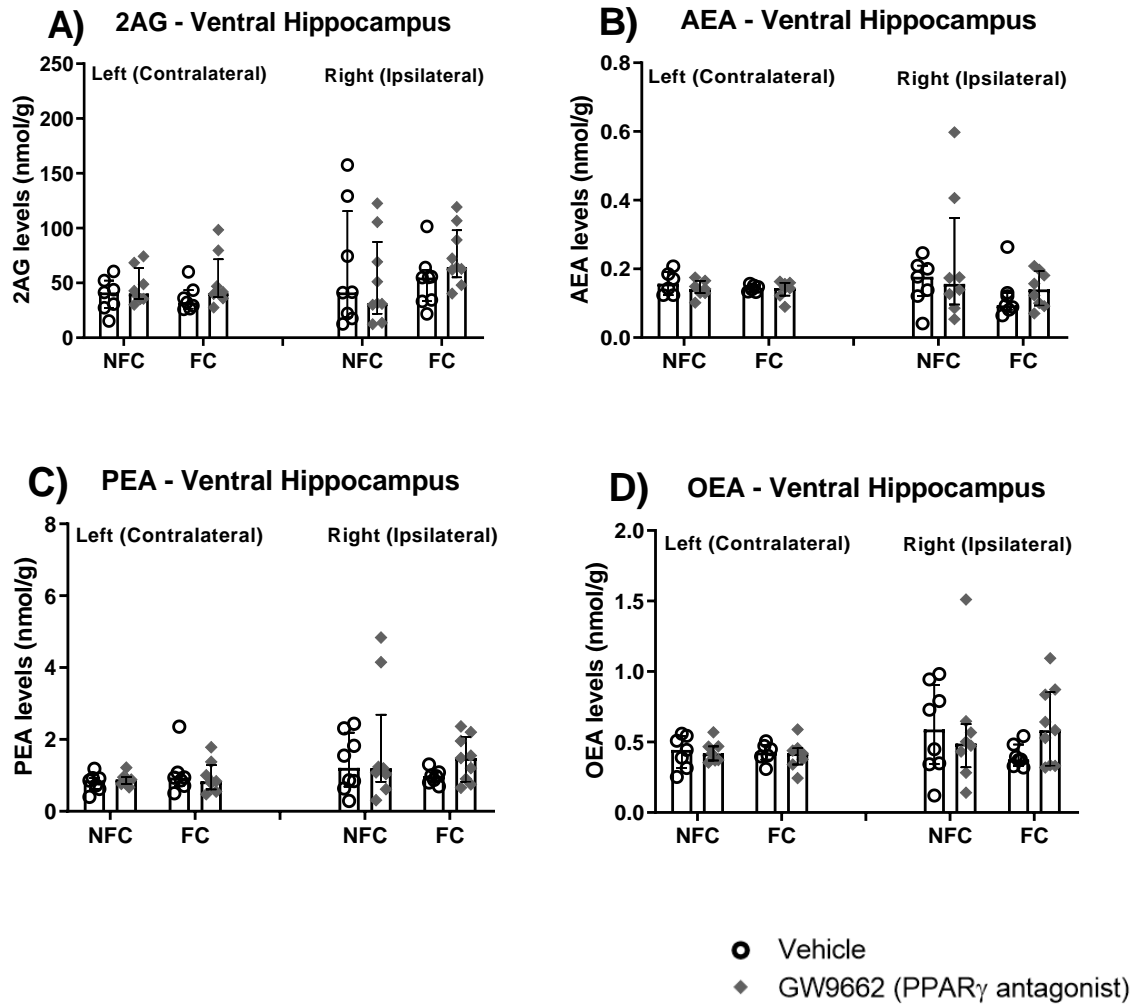 A) 2AG - Ventral Hippocampus
Left (Contralateral) Right (Ipsilateral)
2AG levels (nmol/g)
250
200
150
100
50
0
NFC FC NFC FC
B) AEA - Ventral Hippocampus
Left (Contralateral) Right (Ipsilateral)
AEA levels (nmol/g)
0.8
0.6
0.4
0.2
0.0
NFC FC NFC FC
C) PEA - Ventral Hippocampus
Left (Contralateral) Right (Ipsilateral)
PEA levels (nmol/g)
8
6
4
2
0
NFC FC NFC FC
D) OEA - Ventral Hippocampus
Left (Contralateral) Right (Ipsilateral)
OEA levels (nmol/g)
2.0
1.5
1.0
0.5
0.0
NFC FC NFC FC
Vehicle
GW9662 (PPARγ antagonist)